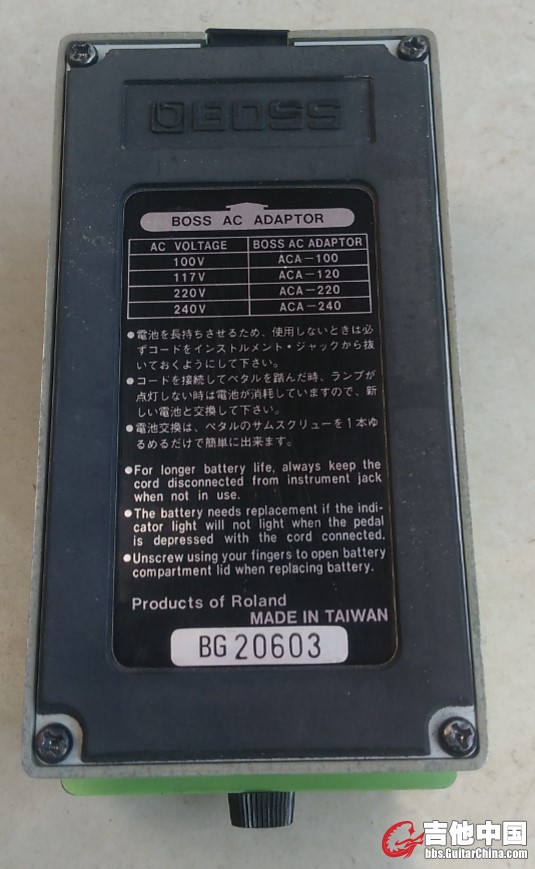 BOSS
BOSS AC ADAPTOR
AC VOLTAGE BOSS AC ADAPTOR
100V ACA－100
117V ACA－120
220V ACA－220
240V ACA－240
●電池を長持ちさせるため、使用しないときは必
ずコードをインストルメント・ジャックから抜
いておくようにして下さい。
●コードを接続してペタルを踏んだ時、ランプが
点灯しない時は電池が消耗していますので、新
しい電池と交換して下さい。
●電池交換は、ペタルのサムスクリューを1本ゆ
るめるだけで簡単に出来ます。
●For longer battery life, always keep the
cord disconnected from instrument jack
when not in use.
●The battery needs replacement if the indi-
cator light will not light when the pedal
is depressed with the cord connected.
●Unscrew using your fingers to open battery
compartment lid when replacing battery.
Products of Roland
MADE IN TAIWAN
BG 20603
吉他中国
bbs.GuitarChina.com